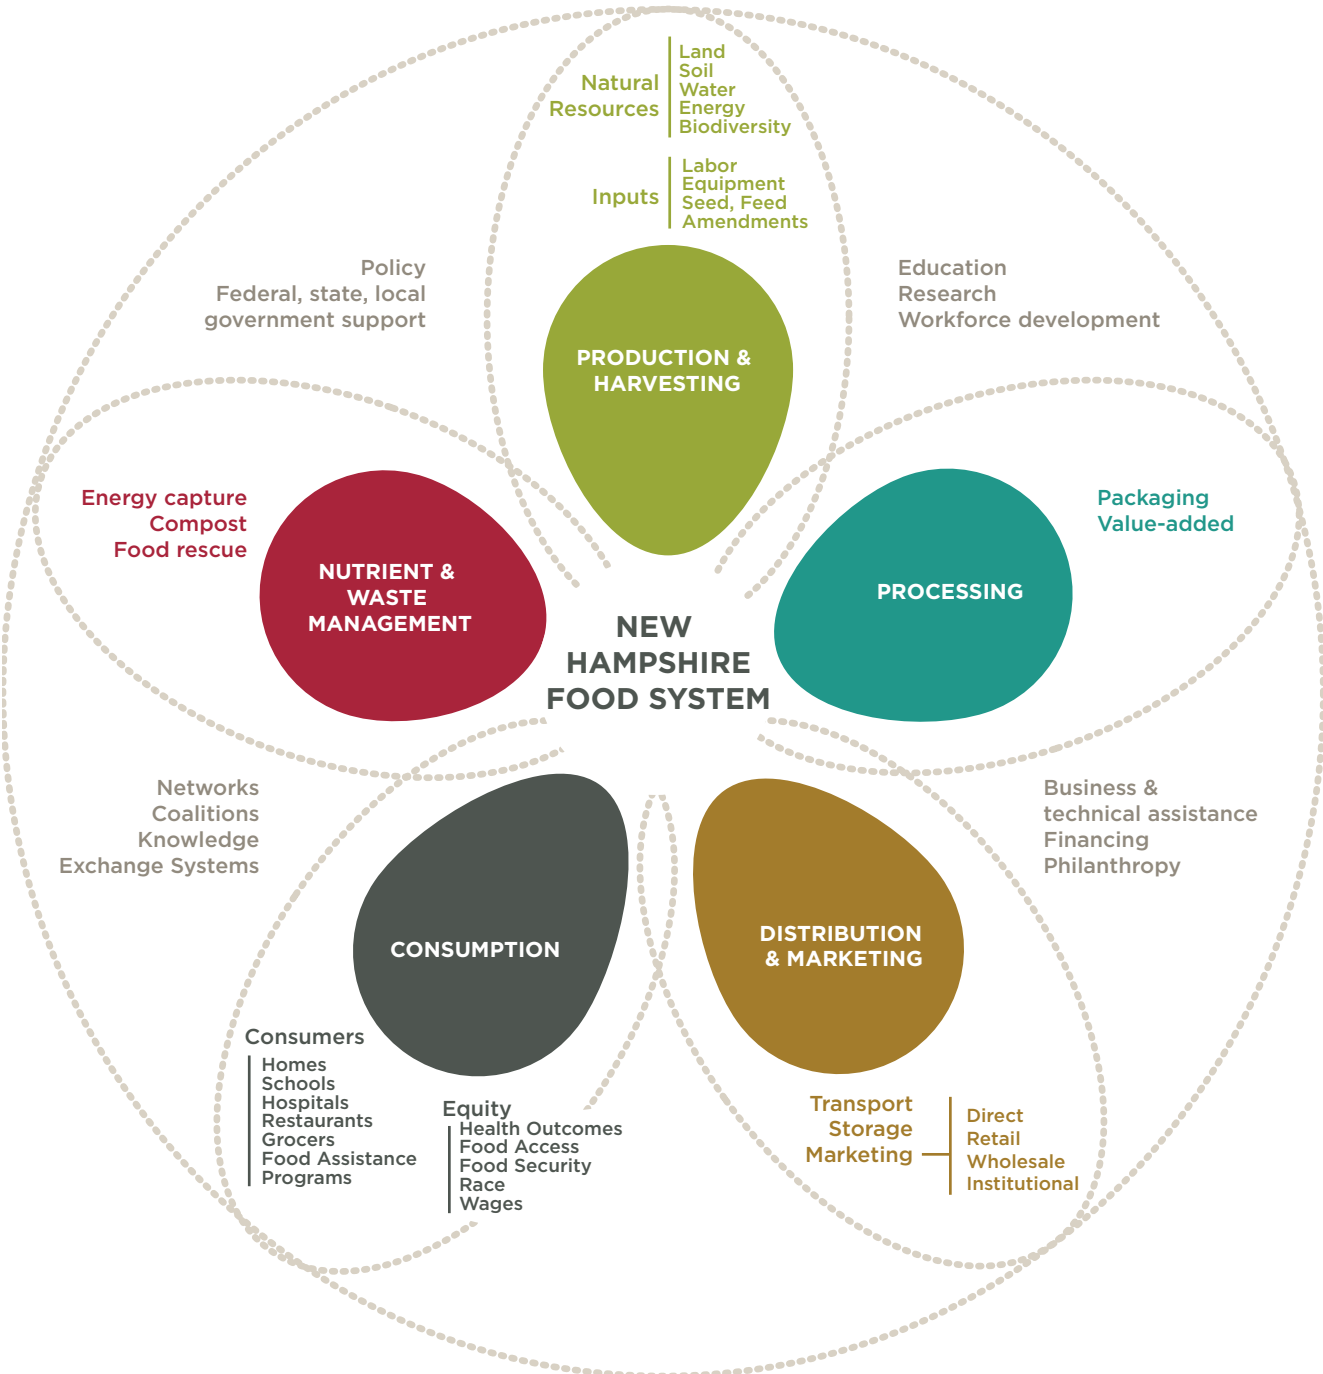 Natural
Resources
Land
Soil
Water
Energy
Biodiversity
Inputs
Labor
Equipment
Seed, Feed
Amendments
Policy
Federal, state, local
government support
Education
Research
Workforce development
PRODUCTION &
HARVESTING
Energy capture
Compost
Food rescue
NUTRIENT &
WASTE
MANAGEMENT
Packaging
Value-added
PROCESSING
NEW
HAMPSHIRE
FOOD SYSTEM
Networks
Coalitions
Knowledge
Exchange Systems
Business &
technical assistance
Financing
Philanthropy
CONSUMPTION
DISTRIBUTION
& MARKETING
Consumers
Homes
Schools
Hospitals
Restaurants
Grocers
Food Assistance
Programs
Equity
Health Outcomes
Food Access
Food Security
Race
Wages
Transport
Storage
Marketing
Direct
Retail
Wholesale
Institutional